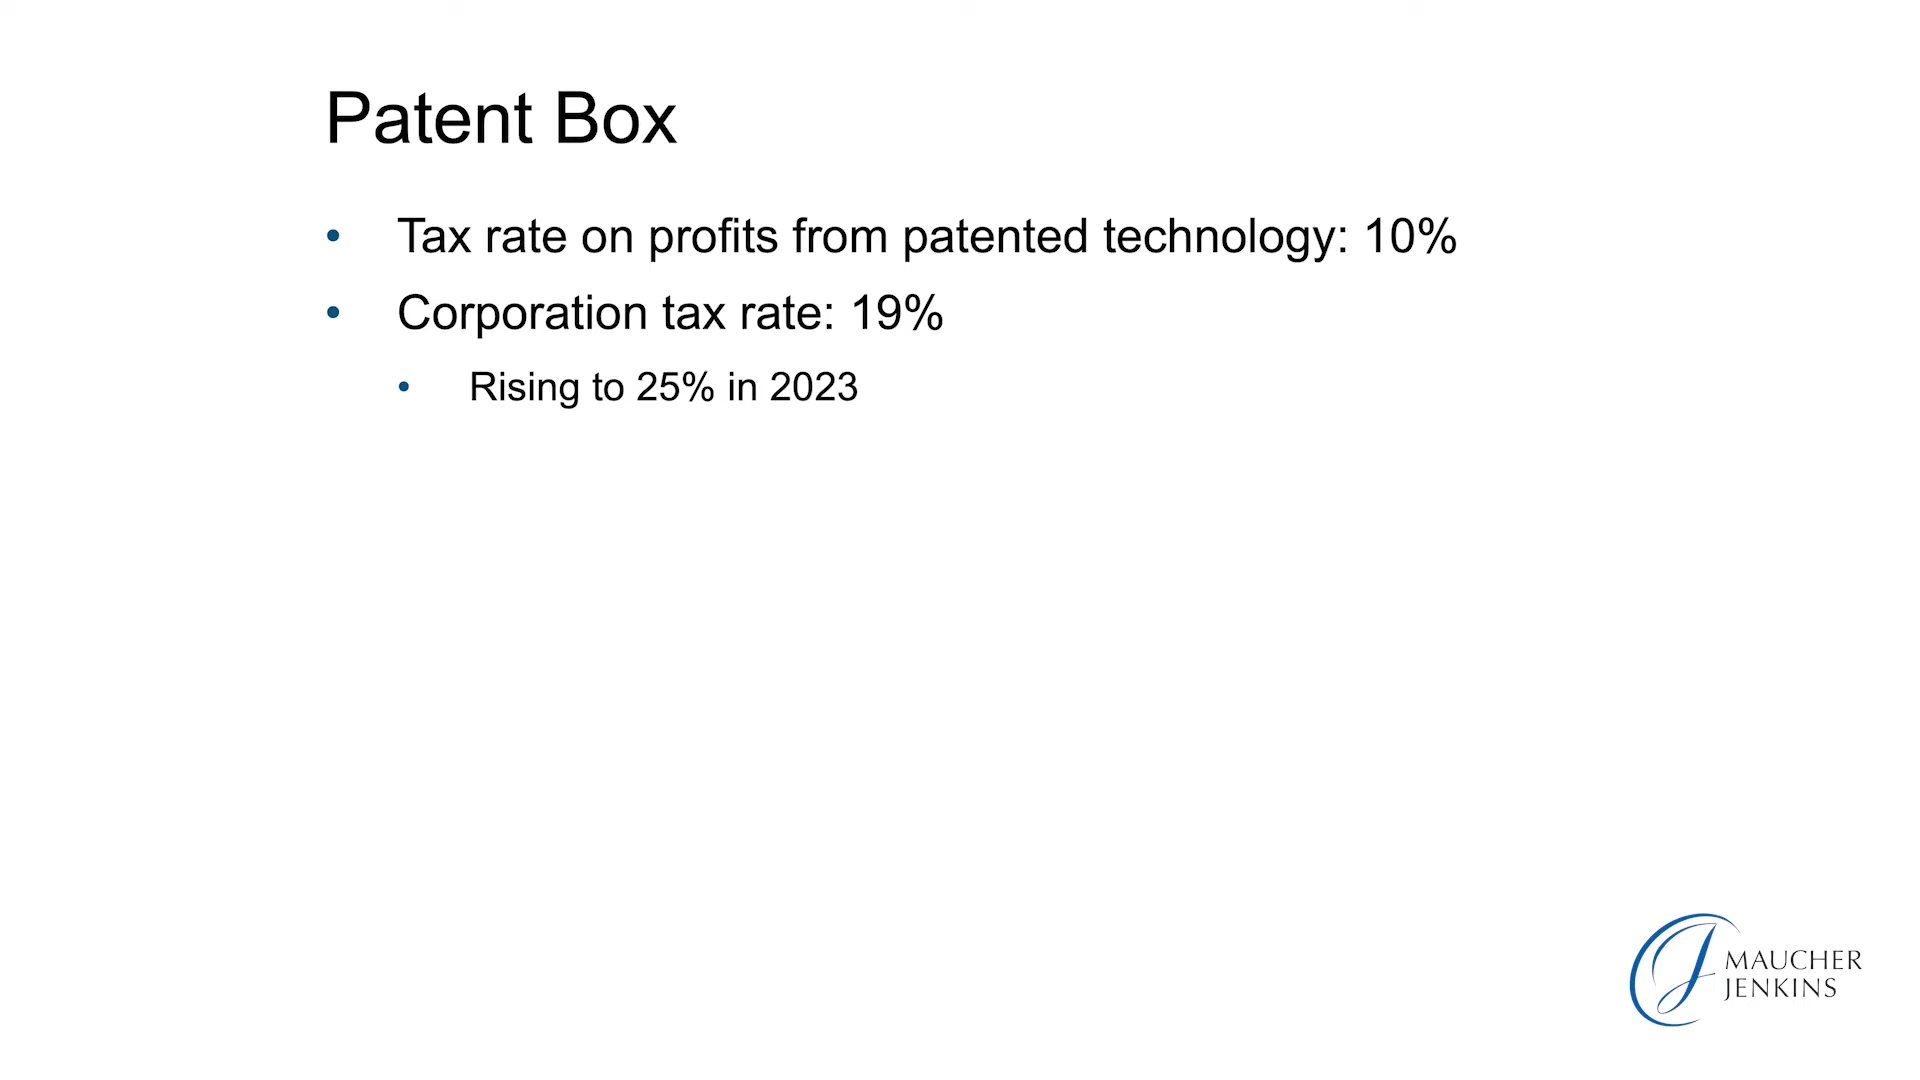 Patent Box
• Tax rate on profits from patented technology: 10%
• Corporation tax rate: 19%
• Rising to 25% in 2023
MAUCHER
JENKINS